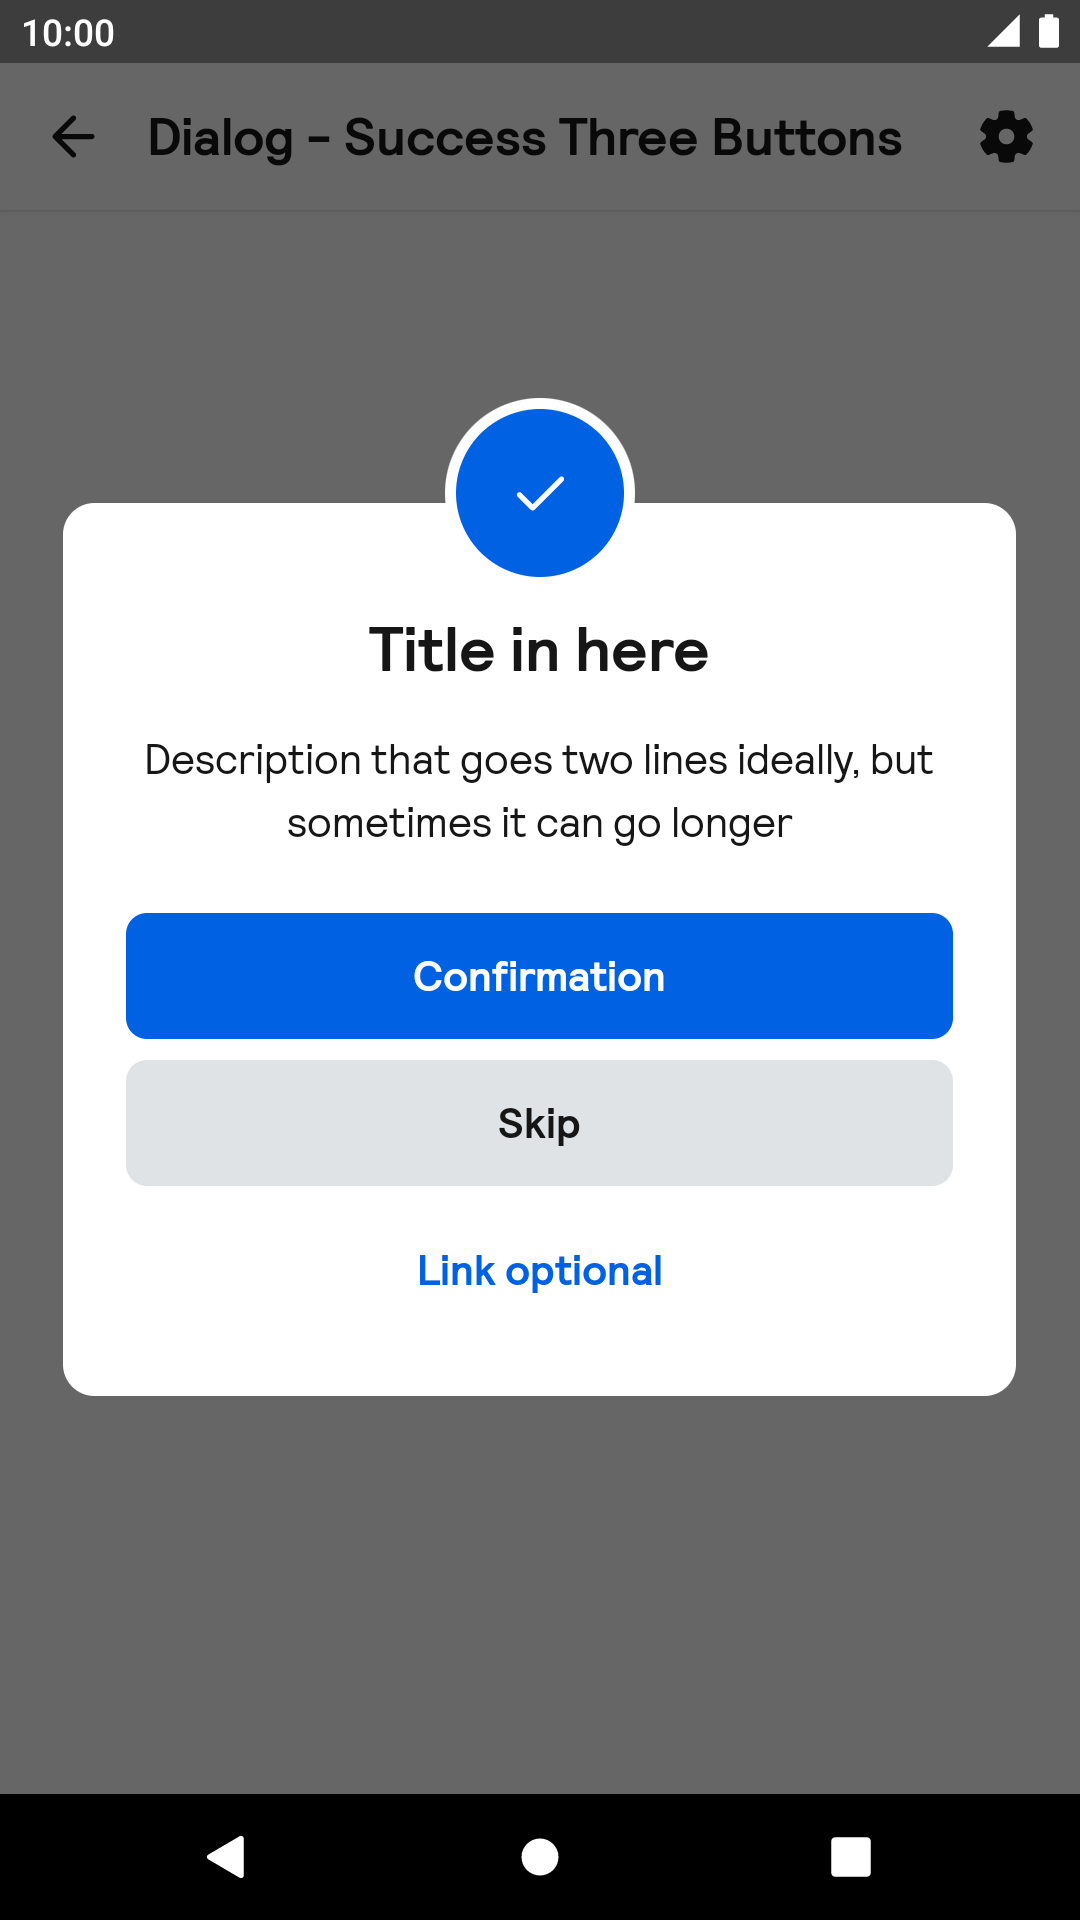 10:00
Dialog - Success Three Buttons
Title in here
Description that goes two lines ideally, but
sometimes it can go longer
Confirmation
Skip
Link optional